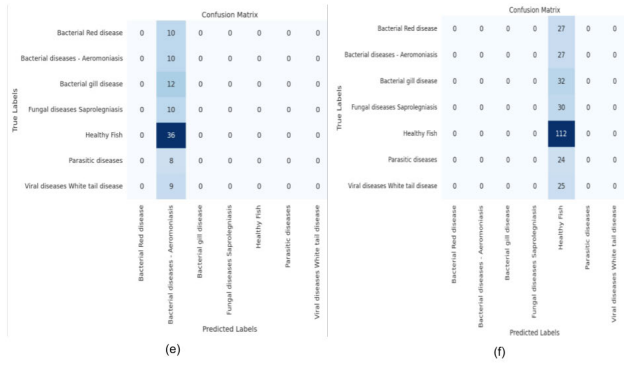 Confusion Matrix
True Labels
Bacterial Red disease 0 10 0 0 0 0 0
Bacterial diseases - Aeromoniasis 0 10 0 0 0 0 0
Bacterial gill disease 0 12 0 0 0 0 0
Fungal diseases Saprolegniasis 0 10 0 0 0 0 0
Healthy Fish 0 36 0 0 0 0 0
Parasitic diseases 0 8 0 0 0 0 0
Viral diseases White tail disease 0 9 0 0 0 0 0
Bacterial Red disease
Bacterial diseases - Aeromoniasis
Bacterial gill disease
Fungal diseases Saprolegniasis
Healthy Fish
Parasitic diseases
Viral diseases White tail disease
Predicted Labels
(e)
Confusion Matrix
True Labels
Bacterial Red disease 0 0 0 0 27 0 0
Bacterial diseases - Aeromoniasis 0 0 0 0 27 0 0
Bacterial gill disease 0 0 0 0 32 0 0
Fungal diseases Saprolegniasis 0 0 0 0 30 0 0
Healthy Fish 0 0 0 0 112 0 0
Parasitic diseases 0 0 0 0 24 0 0
Viral diseases White tail disease 0 0 0 0 25 0 0
Bacterial Red disease
Bacterial diseases - Aeromoniasis
Bacterial gill disease
Fungal diseases Saprolegniasis
Healthy Fish
Parasitic diseases
Viral diseases White tail disease
Predicted Labels
(f)